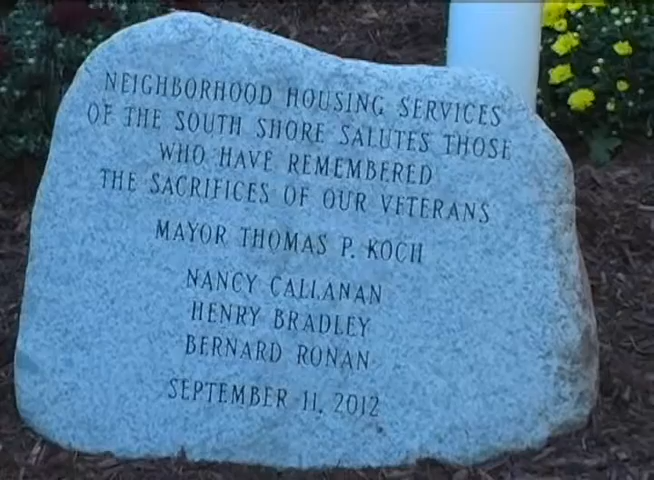 NEIGHBORHOOD HOUSING SERVICES
OF THE SOUTH SHORE SALUTES THOSE
WHO HAVE REMEMBERED
THE SACRIFICES OF OUR VETERANS
MAYOR THOMAS P. KOCH
NANCY CALLANAN
HENRY BRADLEY
BERNARD RONAN
SEPTEMBER 11, 2012